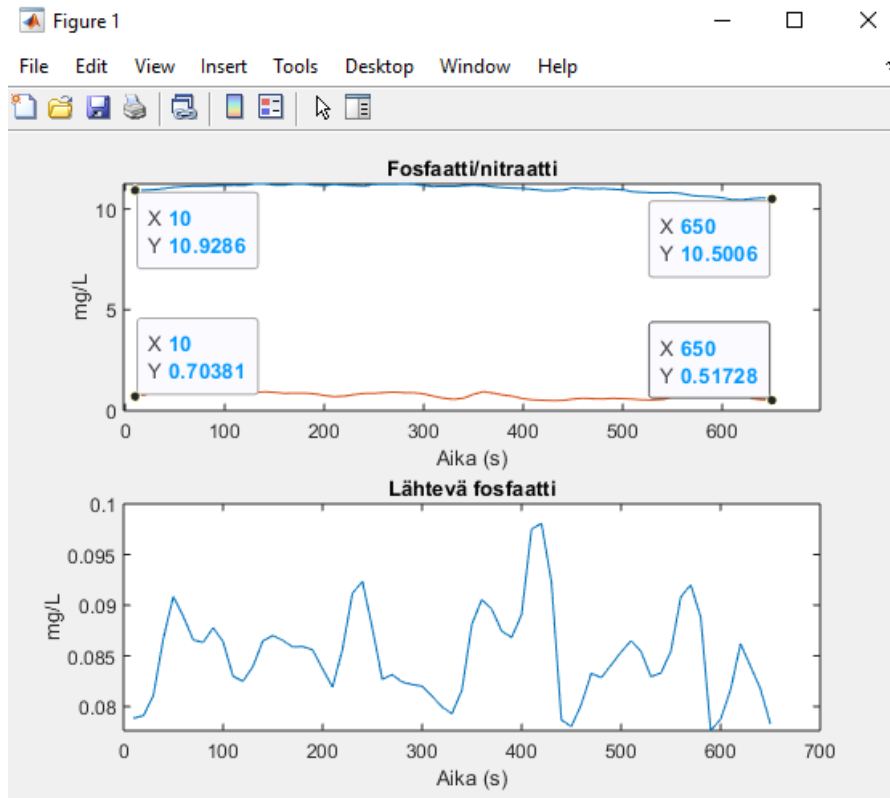 Figure 1
File Edit View Insert Tools Desktop Window Help
Fosfaatti/nitraatti
10
5
0
mg/L
X 10
Y 10.9286
X 650
Y 10.5006
X 10
Y 0.70381
X 650
Y 0.51728
0 100 200 300 400 500 600
Aika (s)
Lähtevä fosfaatti
0.1
0.095
0.09
0.085
0.08
mg/L
0 100 200 300 400 500 600 700
Aika (s)